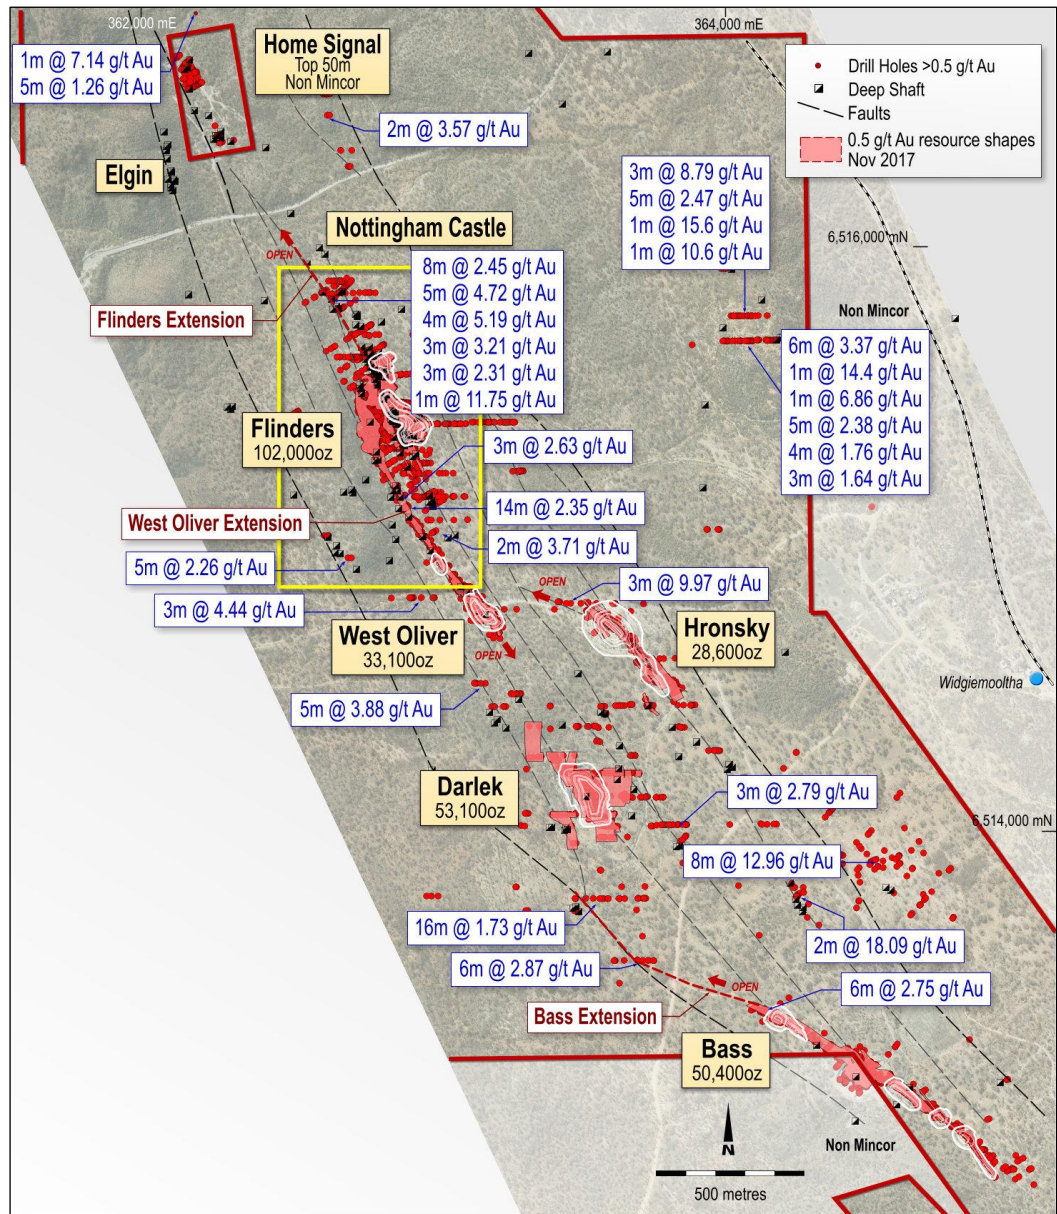 362,000 mE
364,000 mE
1m @ 7.14 g/t Au
5m @ 1.26 g/t Au
Home Signal
Top 50m
Non Mincor
Drill Holes >0.5 g/t Au
Deep Shaft
Faults
0.5 g/t Au resource shapes
Nov 2017
2m @ 3.57 g/t Au
Elgin
3m @ 8.79 g/t Au
5m @ 2.47 g/t Au
1m @ 15.6 g/t Au
1m @ 10.6 g/t Au
Nottingham Castle
6,516,000 mN
OPEN
8m @ 2.45 g/t Au
5m @ 4.72 g/t Au
4m @ 5.19 g/t Au
3m @ 3.21 g/t Au
3m @ 2.31 g/t Au
1m @ 11.75 g/t Au
Flinders Extension
Non Mincor
6m @ 3.37 g/t Au
1m @ 14.4 g/t Au
1m @ 6.86 g/t Au
5m @ 2.38 g/t Au
4m @ 1.76 g/t Au
3m @ 1.64 g/t Au
Flinders
102,000oz
3m @ 2.63 g/t Au
14m @ 2.35 g/t Au
West Oliver Extension
2m @ 3.71 g/t Au
5m @ 2.26 g/t Au
OPEN
3m @ 9.97 g/t Au
3m @ 4.44 g/t Au
West Oliver
33,100oz
Hronsky
28,600oz
OPEN
Widgiemooltha
5m @ 3.88 g/t Au
Darlek
53,100oz
3m @ 2.79 g/t Au
6,514,000 mN
8m @ 12.96 g/t Au
16m @ 1.73 g/t Au
2m @ 18.09 g/t Au
6m @ 2.87 g/t Au
OPEN
6m @ 2.75 g/t Au
Bass Extension
Bass
50,400oz
N
Non Mincor
500 metres